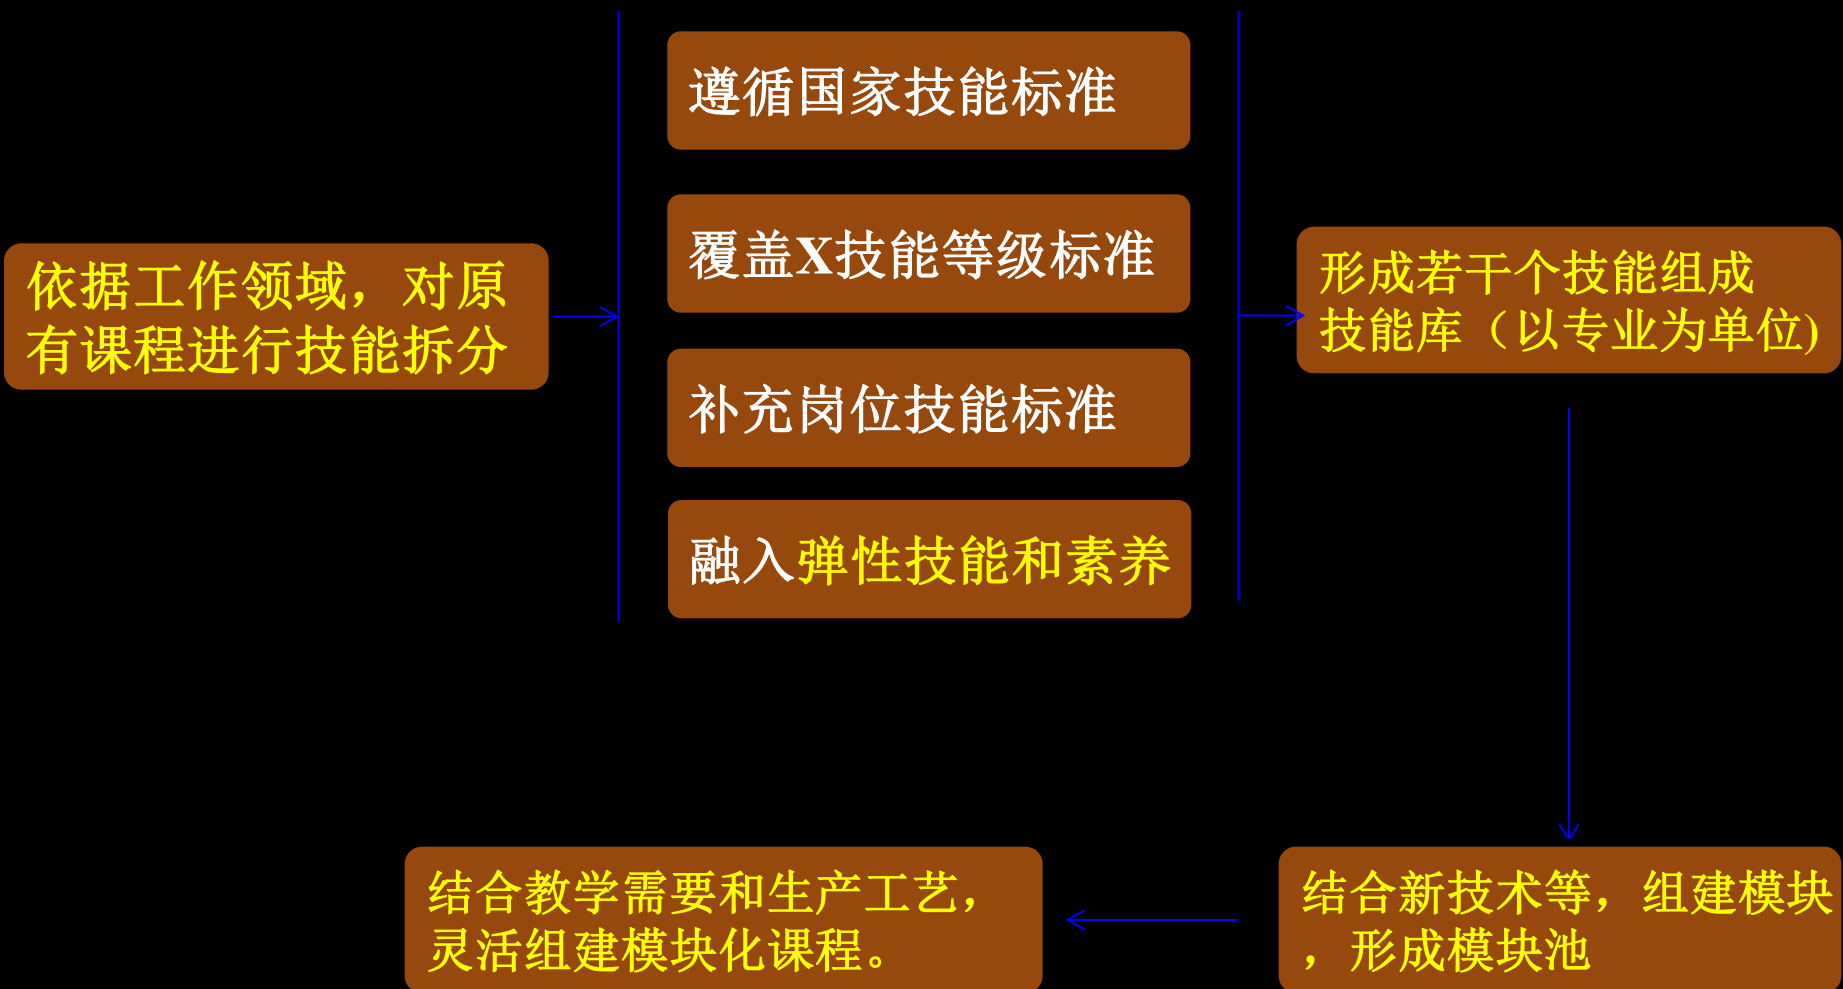 依据工作领域，对原
有课程进行技能拆分
遵循国家技能标准
覆盖X技能等级标准
补充岗位技能标准
融入弹性技能和素养
形成若干个技能组成
技能库（以专业为单位)
结合新技术等，组建模块
，形成模块池
结合教学需要和生产工艺，
灵活组建模块化课程。